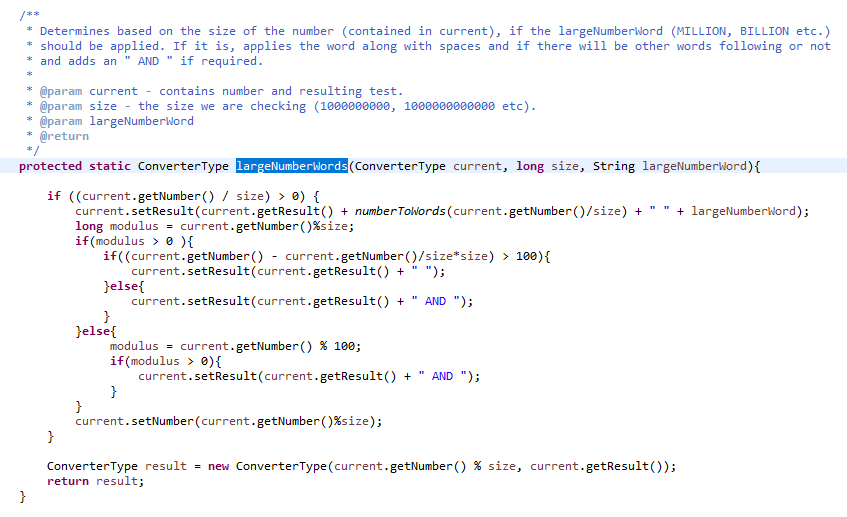 /**
 * Determines based on the size of the number (contained in current), if the largeNumberWord (MILLION, BILLION etc.)
 * should be applied. If it is, applies the word along with spaces and if there will be other words following or not
 * and adds an " AND " if required.
 *
 * @param current - contains number and resulting test.
 * @param size - the size we are checking (1000000000, 1000000000000 etc).
 * @param largeNumberWord
 * @return
 */
protected static ConverterType largeNumberWords(ConverterType current, long size, String largeNumberWord){

    if ((current.getNumber() / size) > 0) {
        current.setResult(current.getResult() + numberToWords(current.getNumber()/size) + " " + largeNumberWord);
        long modulus = current.getNumber()%size;
        if(modulus > 0 ){
            if((current.getNumber() - current.getNumber()/size*size) > 100){
                current.setResult(current.getResult() + " ");
            }else{
                current.setResult(current.getResult() + " AND ");
            }
        }else{
             modulus = current.getNumber() % 100;
             if(modulus > 0){
                 current.setResult(current.getResult() + " AND ");
             }
        }
        current.setNumber(current.getNumber()%size);
    }

    ConverterType result = new ConverterType(current.getNumber() % size, current.getResult());
    return result;
}